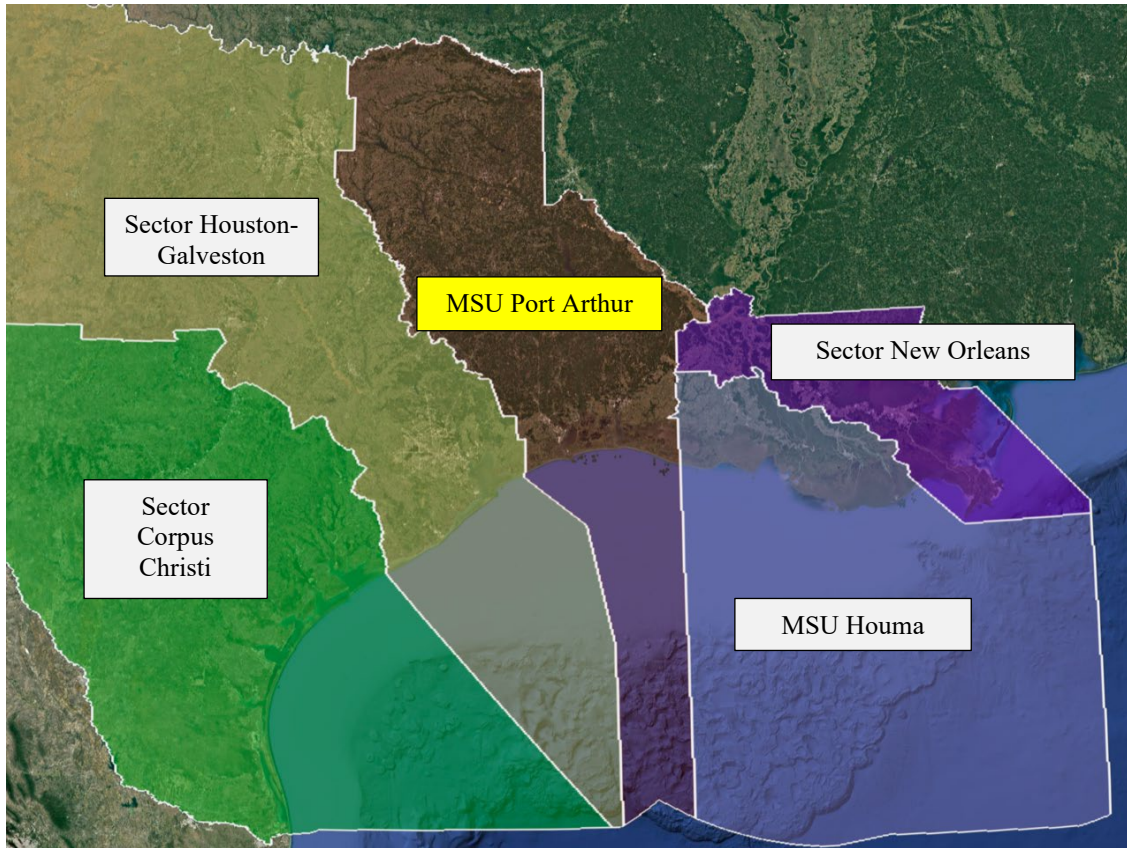 Sector Houston-
Galveston
MSU Port Arthur
Sector New Orleans
Sector
Corpus
Christi
MSU Houma